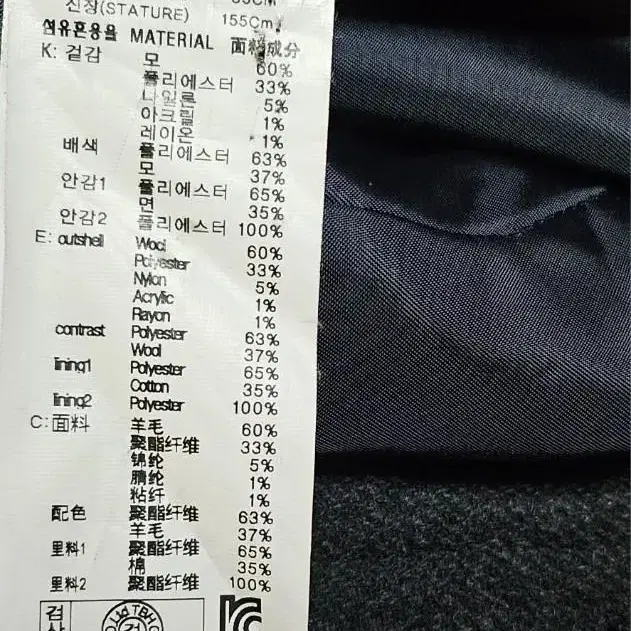 신장(STATURE) 155Cm
섬유혼용율 MATERIAL 面料成分
K: 겉감 모 60%
폴리에스터 33%
나일론 5%
아크릴 1%
레이온 1%
배색 폴리에스터 63%
모 37%
안감1 폴리에스터 65%
면 35%
안감2 폴리에스터 100%
E: outshell Wool 60%
Polyester 33%
Nylon 5%
Acrylic 1%
Rayon 1%
contrast Polyester 63%
Wool 37%
lining1 Polyester 65%
Cotton 35%
lining2 Polyester 100%
C: 面料 羊毛 60%
聚酯纤维 33%
锦纶 5%
腈纶 1%
粘纤 1%
配色 聚酯纤维 63%
羊毛 37%
里料1 聚酯纤维 65%
棉 35%
里料2 聚酯纤维 100%
검